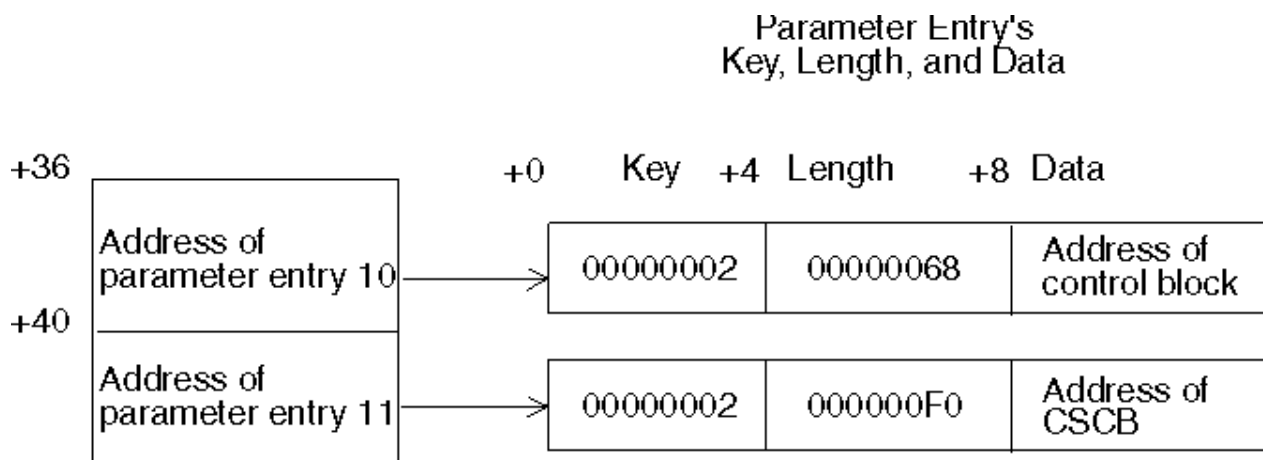 Parameter Entry's
Key, Length, and Data
+36
+0 Key +4 Length +8 Data
Address of
parameter entry 10
00000002 00000068 Address of
control block
+40
Address of
parameter entry 11
00000002 000000F0 Address of
CSCB